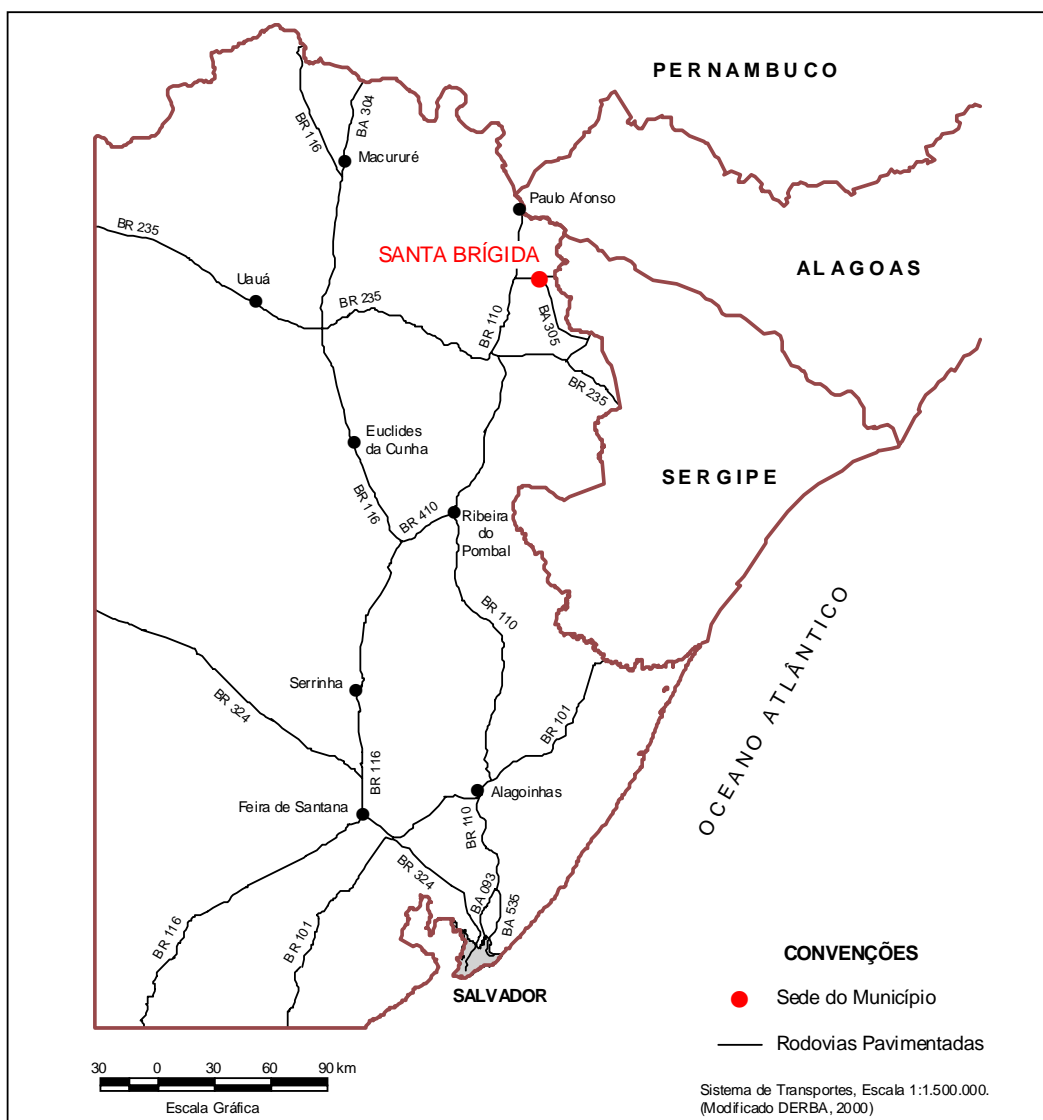 PERNAMBUCO
BR 116
BA 304
Macururé
Paulo Afonso
BR 235
SANTA BRÍGIDA
ALAGOAS
Uauá
BR 235
BR 110
BA 305
BR 235
Euclides
da Cunha
SERGIPE
BR 116
BR 410
Ribeira
do
Pombal
BR 110
OCEANO ATLÂNTICO
Serrinha
BR 324
BR 101
BR 116
Alagoinhas
Feira de Santana
BR 110
BR 324
BA 093
BA 535
BR 116
BR 101
SALVADOR
CONVENÇÕES
Sede do Município
Rodovias Pavimentadas
30 0 30 60 90 km
Escala Gráfica
Sistema de Transportes, Escala 1:1.500.000.
(Modificado DERBA, 2000)